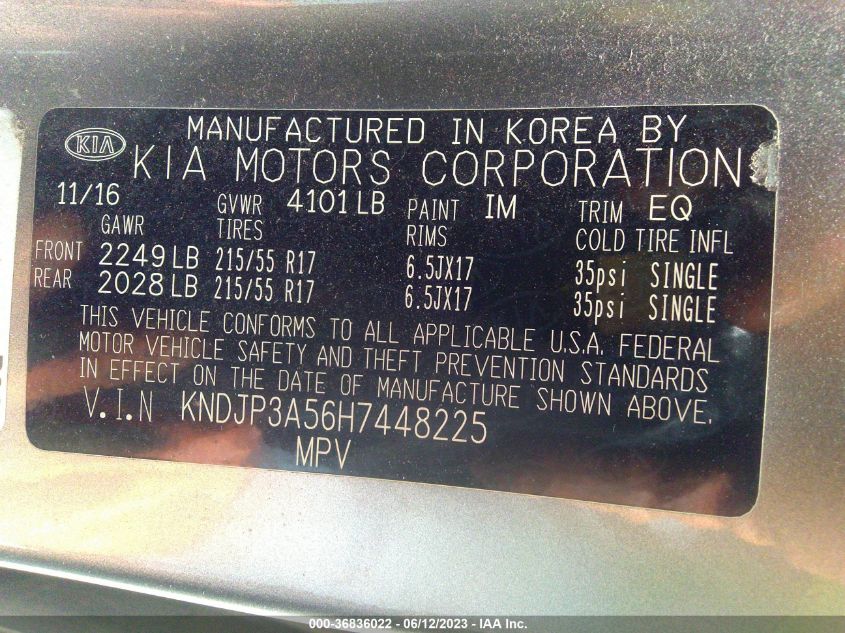 MANUFACTURED IN KOREA BY
KIA KIA MOTORS CORPORATION
11/16 GVWR 4101 LB PAINT IM TRIM EQ
GAWR TIRES RIMS COLD TIRE INFL
FRONT 2249 LB 215/55 R17 6.5JX17 35psi SINGLE
REAR 2028 LB 215/55 R17 6.5JX17 35psi SINGLE
THIS VEHICLE CONFORMS TO ALL APPLICABLE U.S.A. FEDERAL
MOTOR VEHICLE SAFETY AND THEFT PREVENTION STANDARDS
IN EFFECT ON THE DATE OF MANUFACTURE SHOWN ABOVE.
V.I.N KNDJP3A56H7448225
MPV
000-36836022 - 06/12/2023 - IAA Inc.